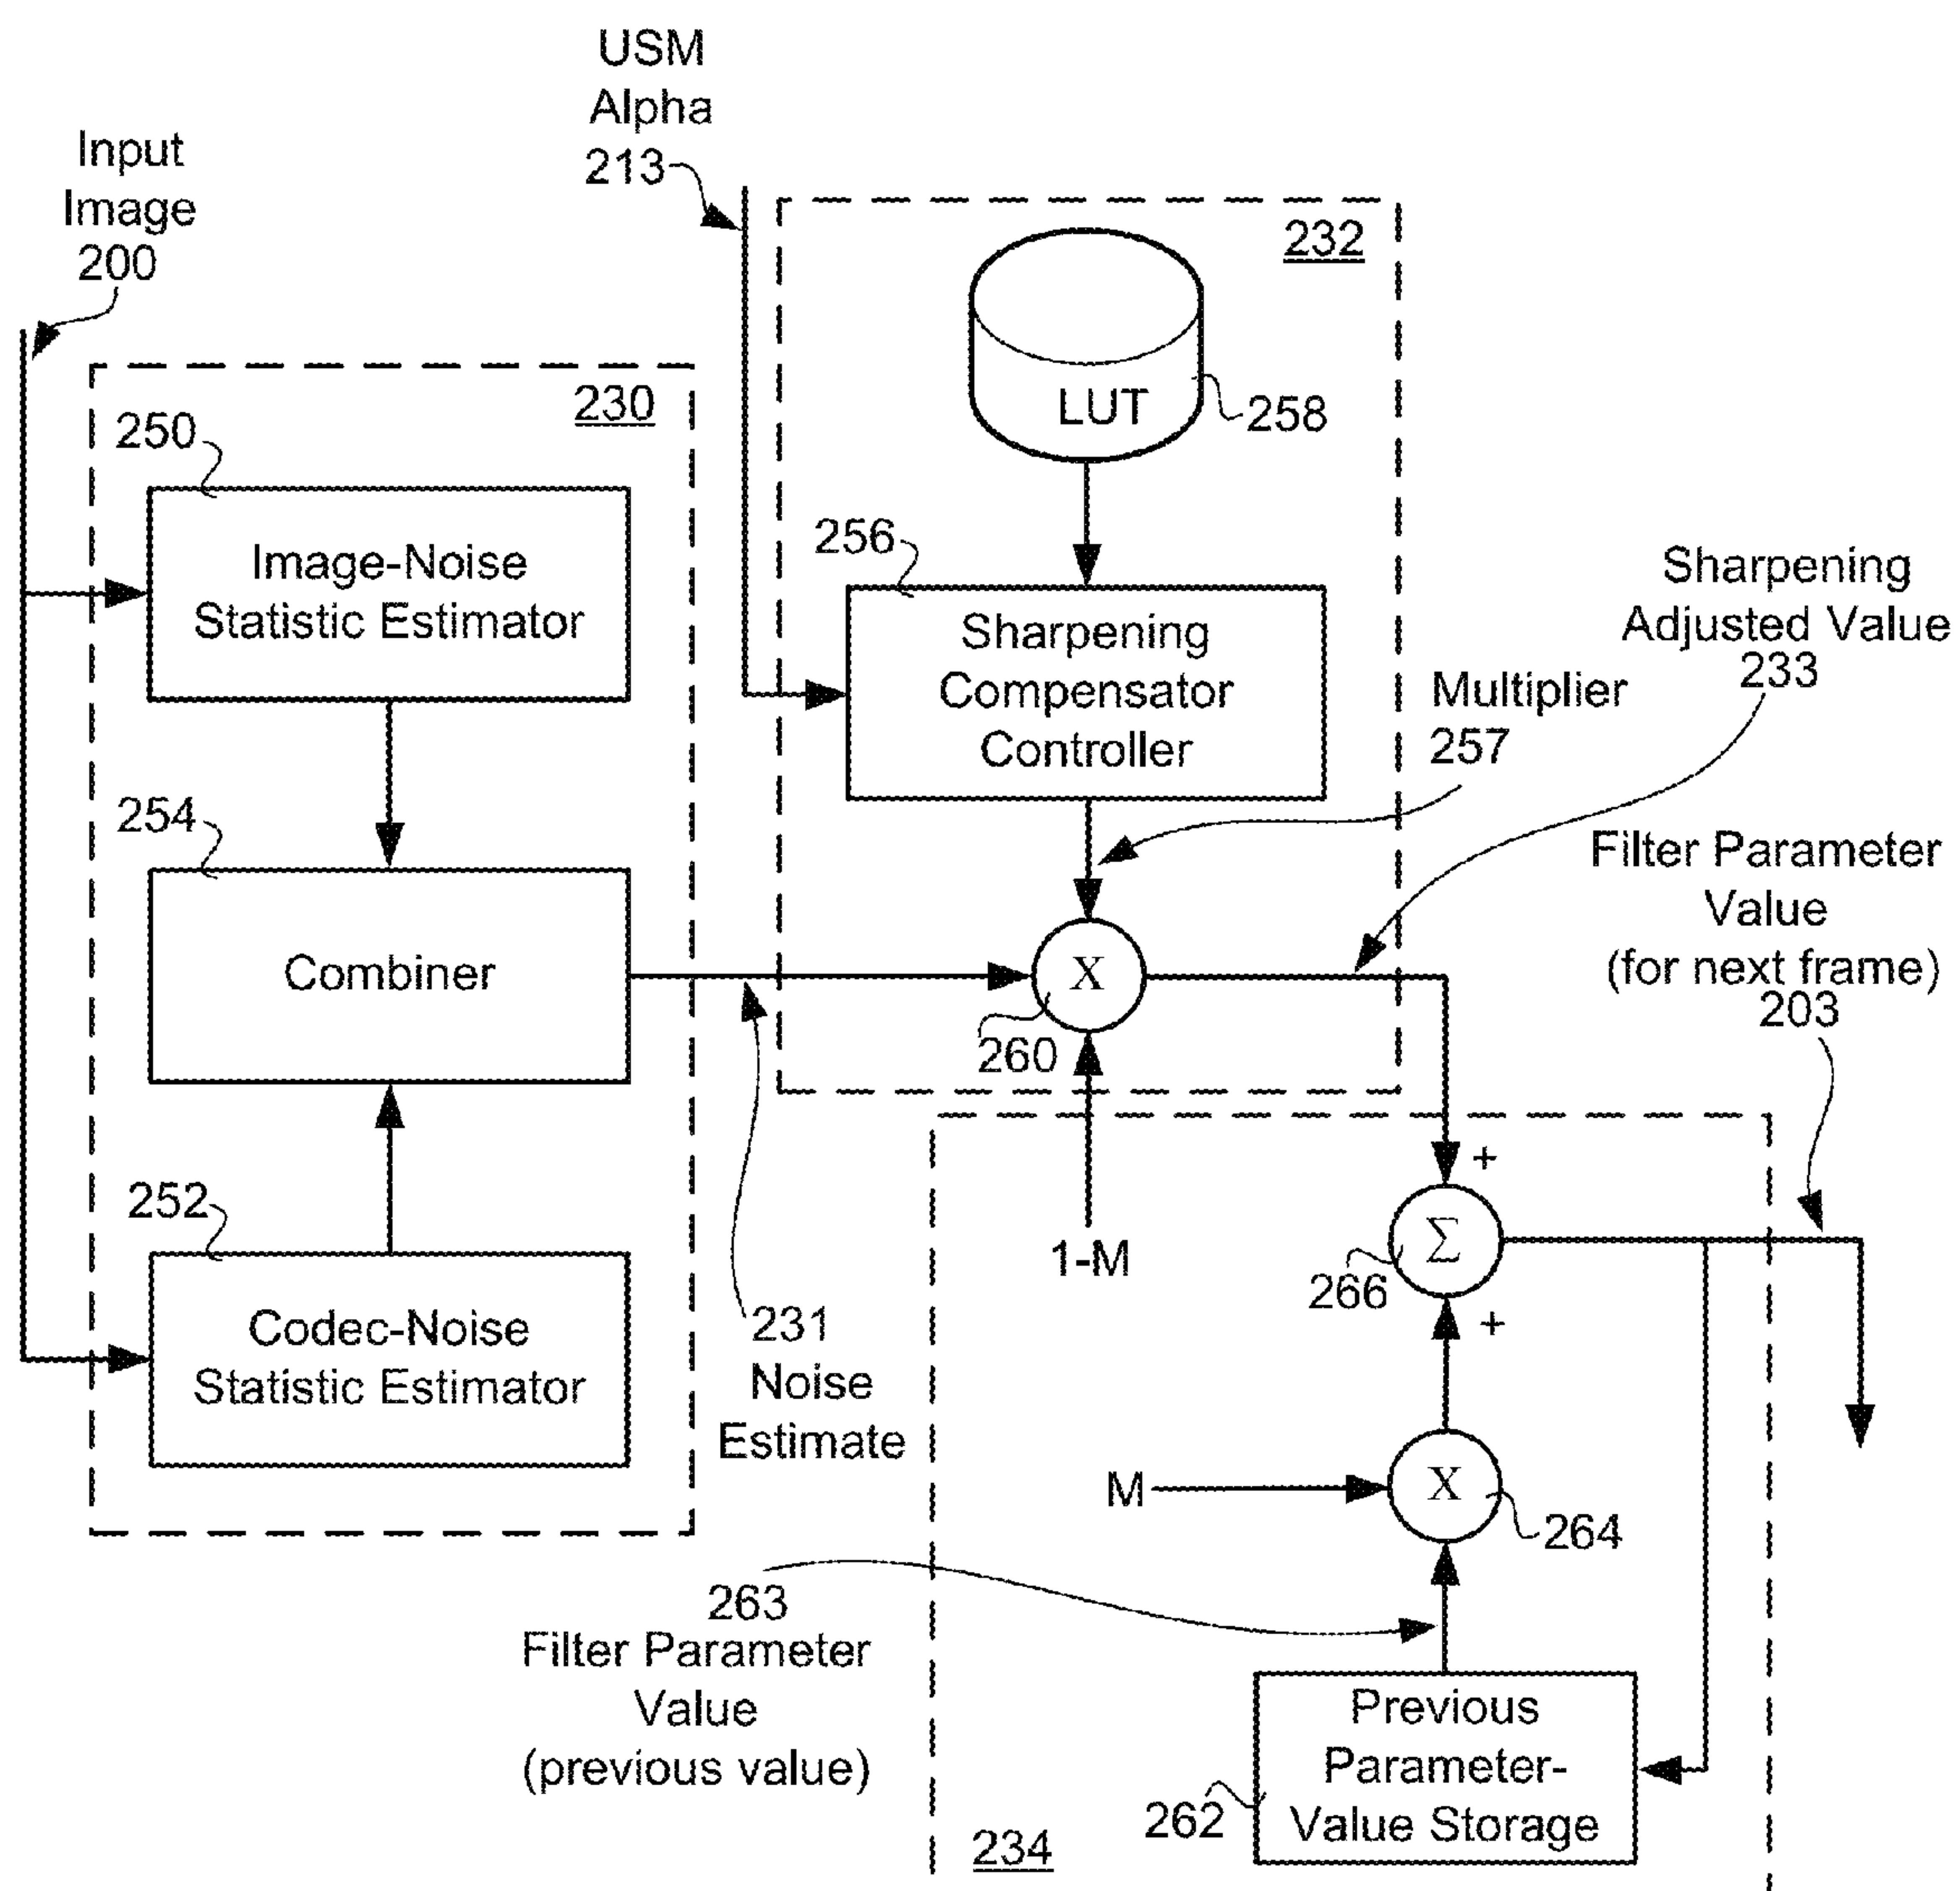 USM
Alpha
213
Input
Image
200
232
LUT
258
230
250
Image-Noise
Statistic Estimator
256
Sharpening
Compensator
Controller
Sharpening
Adjusted Value
233
Multiplier
257
254
Combiner
X
260
Filter Parameter
Value
(for next frame)
203
1-M
+
Σ
266
+
252
Codec-Noise
Statistic Estimator
231
Noise
Estimate
M
X
264
263
Filter Parameter
Value
(previous value)
Previous
Parameter-
Value Storage
262
234